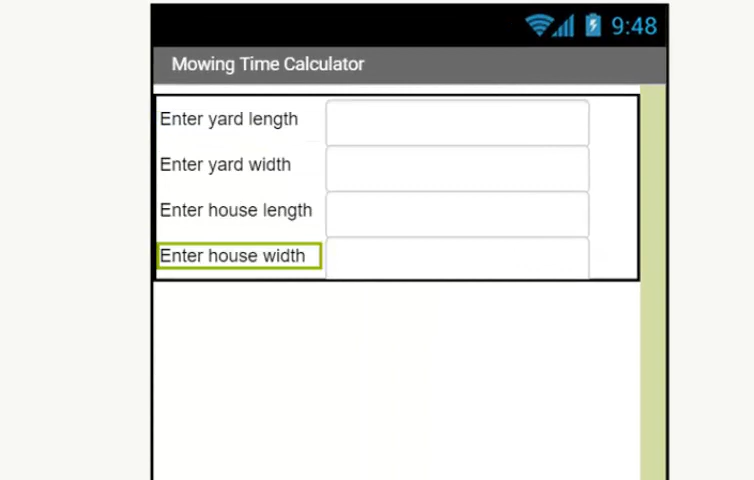 9:48
Mowing Time Calculator
Enter yard length
Enter yard width
Enter house length
Enter house width